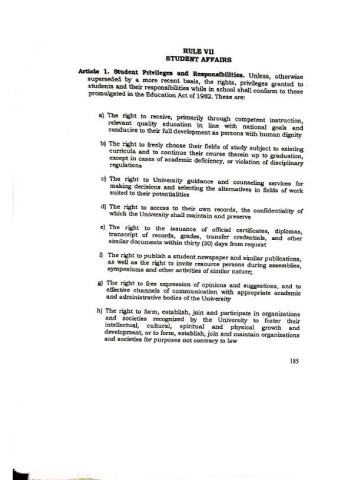 RULE VII
STUDENT AFFAIRS
Article 1. Student Privileges and Responsibilities. Unless, otherwise
superseded by a more recent basis, the rights, privileges granted to
students and their responsibilities while in school shall conform to those
promulgated in the Education Act of 1982. These are:
a) The right to receive, primarily through competent instruction,
relevant quality education in line with national goals and
conducive to their full development as persons with human dignity
b) The right to freely choose their fields of study subject to existing
curricula and to continue their course therein up to graduation,
except in cases of academic deficiency, or violation of disciplinary
regulations
c) The right to University guidance and counseling services for
making decisions and selecting the alternatives in fields of work
suited to their potentialities
d) The right to access to their own records, the confidentiality of
which the University shall maintain and preserve
e) The right to the issuance of official certificates, diplomas,
transcript of records, grades, transfer credentials, and other
similar documents within thirty (30) days from request
f) The right to publish a student newspaper and similar publications,
as well as the right to invite resource persons during assemblies,
symposiums and other activities of similar nature;
g) The right to free expression of opinions and suggestions, and to
effective channels of communication with appropriate academic
and administrative bodies of the University
h) The right to form, establish, join and participate in organizations
and societies recognized by the University to foster their
intellectual, cultural, spiritual and physical growth and
development, or to form, establish, join and maintain organizations
and societies for purposes not contrary to law
185